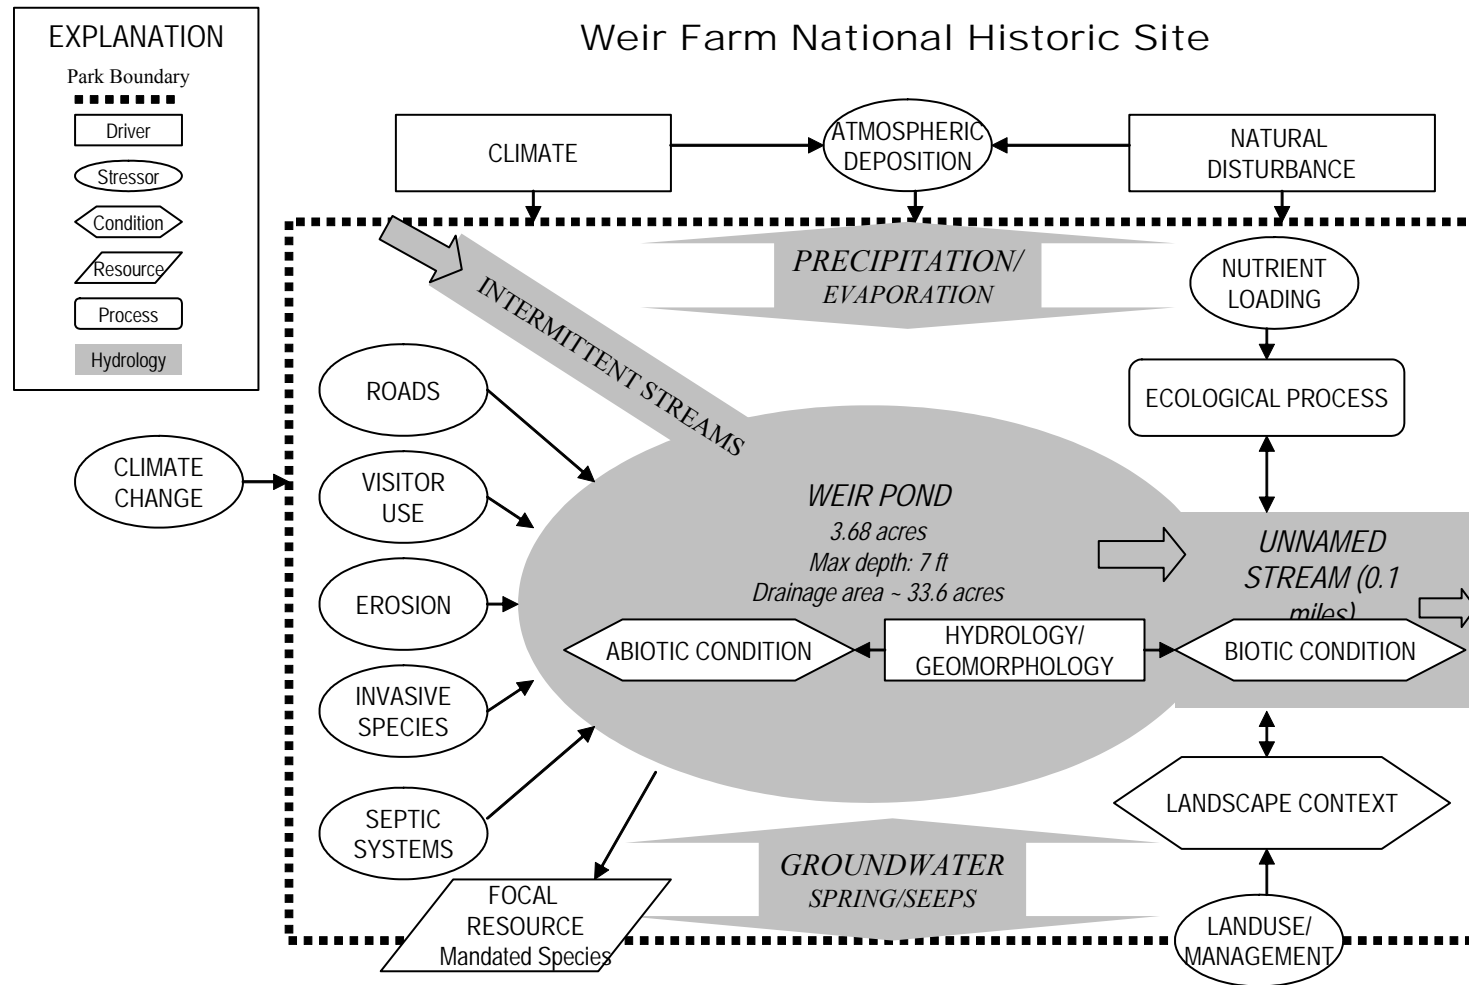 EXPLANATION
Park Boundary
Driver
Stressor
Condition
Resource
Process
Hydrology
Weir Farm National Historic Site
CLIMATE
ATMOSPHERIC
DEPOSITION
NATURAL
DISTURBANCE
PRECIPITATION/
EVAPORATION
NUTRIENT
LOADING
INTERMITTENT STREAMS
ROADS
ECOLOGICAL PROCESS
CLIMATE
CHANGE
VISITOR
USE
WEIR POND
3.68 acres
Max depth: 7 ft
Drainage area ~ 33.6 acres
UNNAMED
STREAM (0.1
miles)
EROSION
ABIOTIC CONDITION
HYDROLOGY/
GEOMORPHOLOGY
BIOTIC CONDITION
INVASIVE
SPECIES
LANDSCAPE CONTEXT
SEPTIC
SYSTEMS
GROUNDWATER
SPRING/SEEPS
FOCAL
RESOURCE
Mandated Species
LANDUSE/
MANAGEMENT